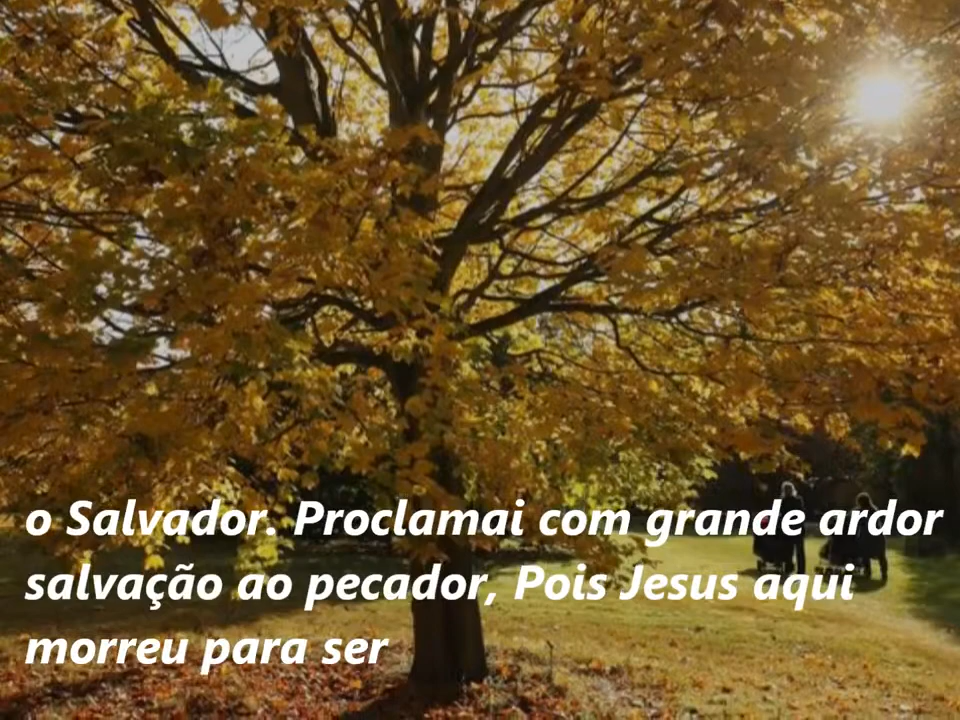 o Salvador. Proclamai com grande ardor
salvação ao pecador, Pois Jesus aqui
morreu para ser